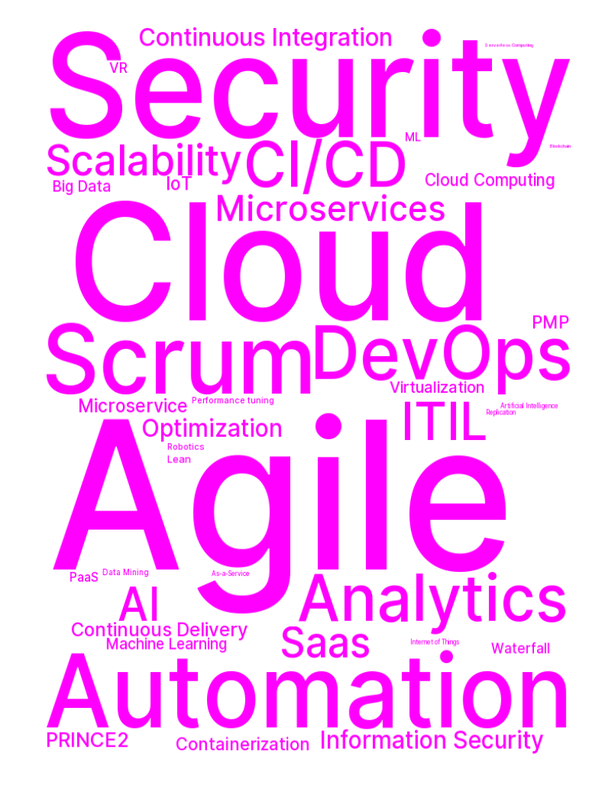 Continuous Integration
Serverless Computing
Security
VR
ML
Blockchain
Scalability
CI/CD
IoT
Big Data
Cloud Computing
Microservices
Cloud
PMP
Scrum
DevOps
Virtualization
Performance tuning
Microservice
ITIL
Artificial Intelligence
Replication
Optimization
Robotics
Lean
Agile
Data Mining
PaaS
As-a-Service
AI
Analytics
Continuous Delivery
Saas
Internet of Things
Machine Learning
Waterfall
Automation
PRINCE2
Containerization
Information Security